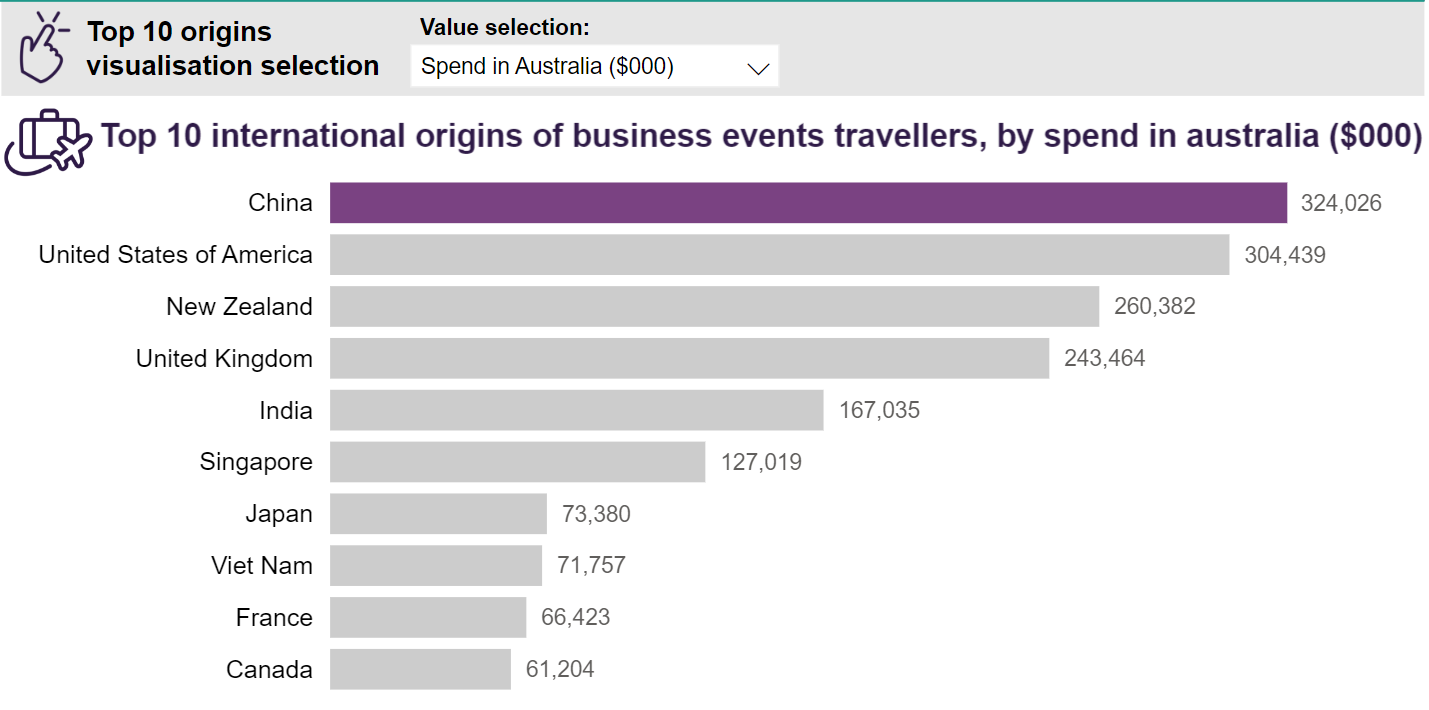 Top 10 origins
visualisation selection
Value selection:
Spend in Australia ($000)
Top 10 international origins of business events travellers, by spend in australia ($000)
China 324,026
United States of America 304,439
New Zealand 260,382
United Kingdom 243,464
India 167,035
Singapore 127,019
Japan 73,380
Viet Nam 71,757
France 66,423
Canada 61,204